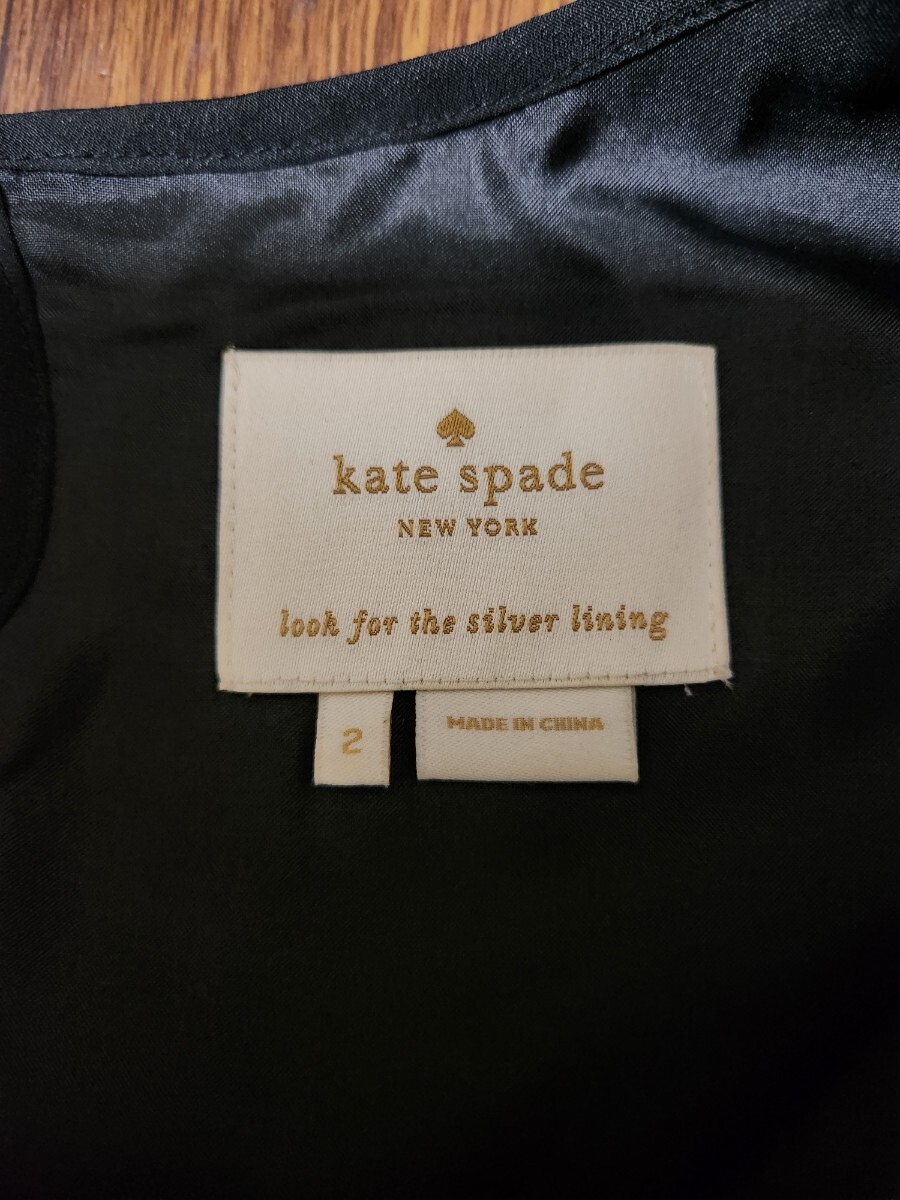 kate spade
NEW YORK
look for the silver lining
2
MADE IN CHINA